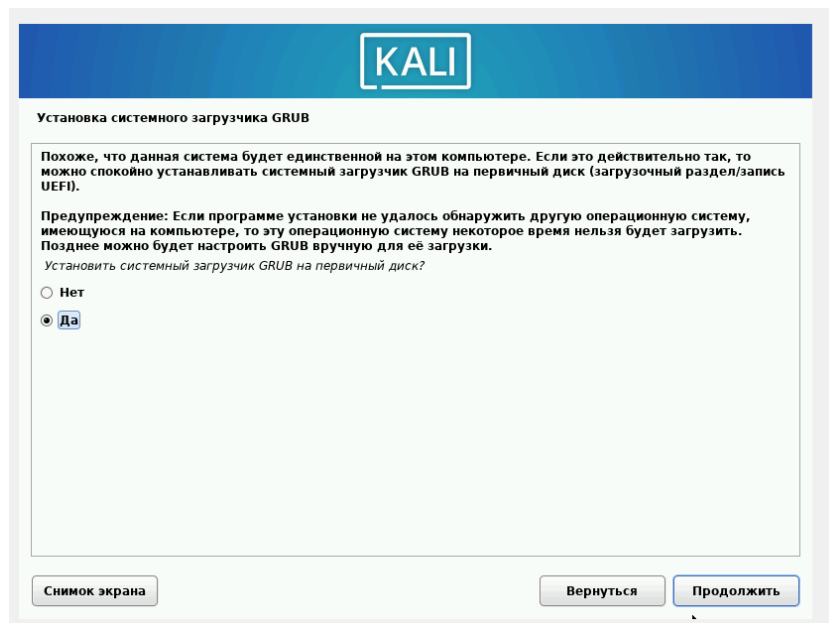 KALI
Установка системного загрузчика GRUB
Похоже, что данная система будет единственной на этом компьютере. Если это действительно так, то
можно спокойно устанавливать системный загрузчик GRUB на первичный диск (загрузочный раздел/запись
UEFI).
Предупреждение: Если программе установки не удалось обнаружить другую операционную систему,
имеющуюся на компьютере, то эту операционную систему некоторое время нельзя будет загрузить.
Позднее можно будет настроить GRUB вручную для её загрузки.
Установить системный загрузчик GRUB на первичный диск?
Нет
Да
Снимок экрана Вернуться Продолжить